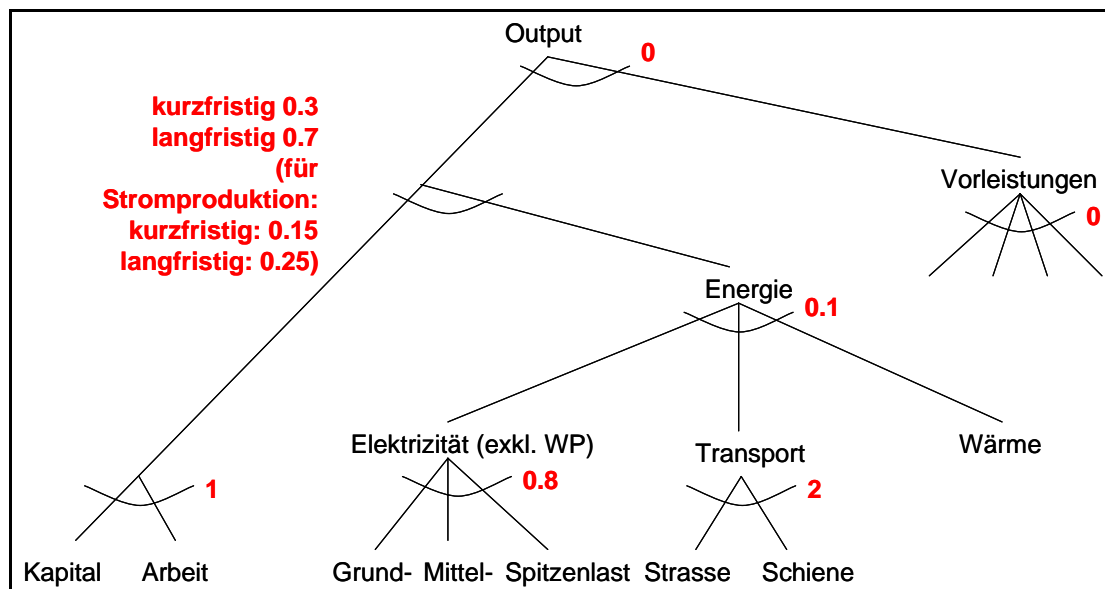 Output
0
kurzfristig 0.3
langfristig 0.7
(für
Stromproduktion:
kurzfristig: 0.15
langfristig: 0.25)
Vorleistungen
0
Energie
0.1
Elektrizität (exkl. WP)
0.8
Transport
2
Wärme
1
Kapital Arbeit Grund- Mittel- Spitzenlast Strasse Schiene